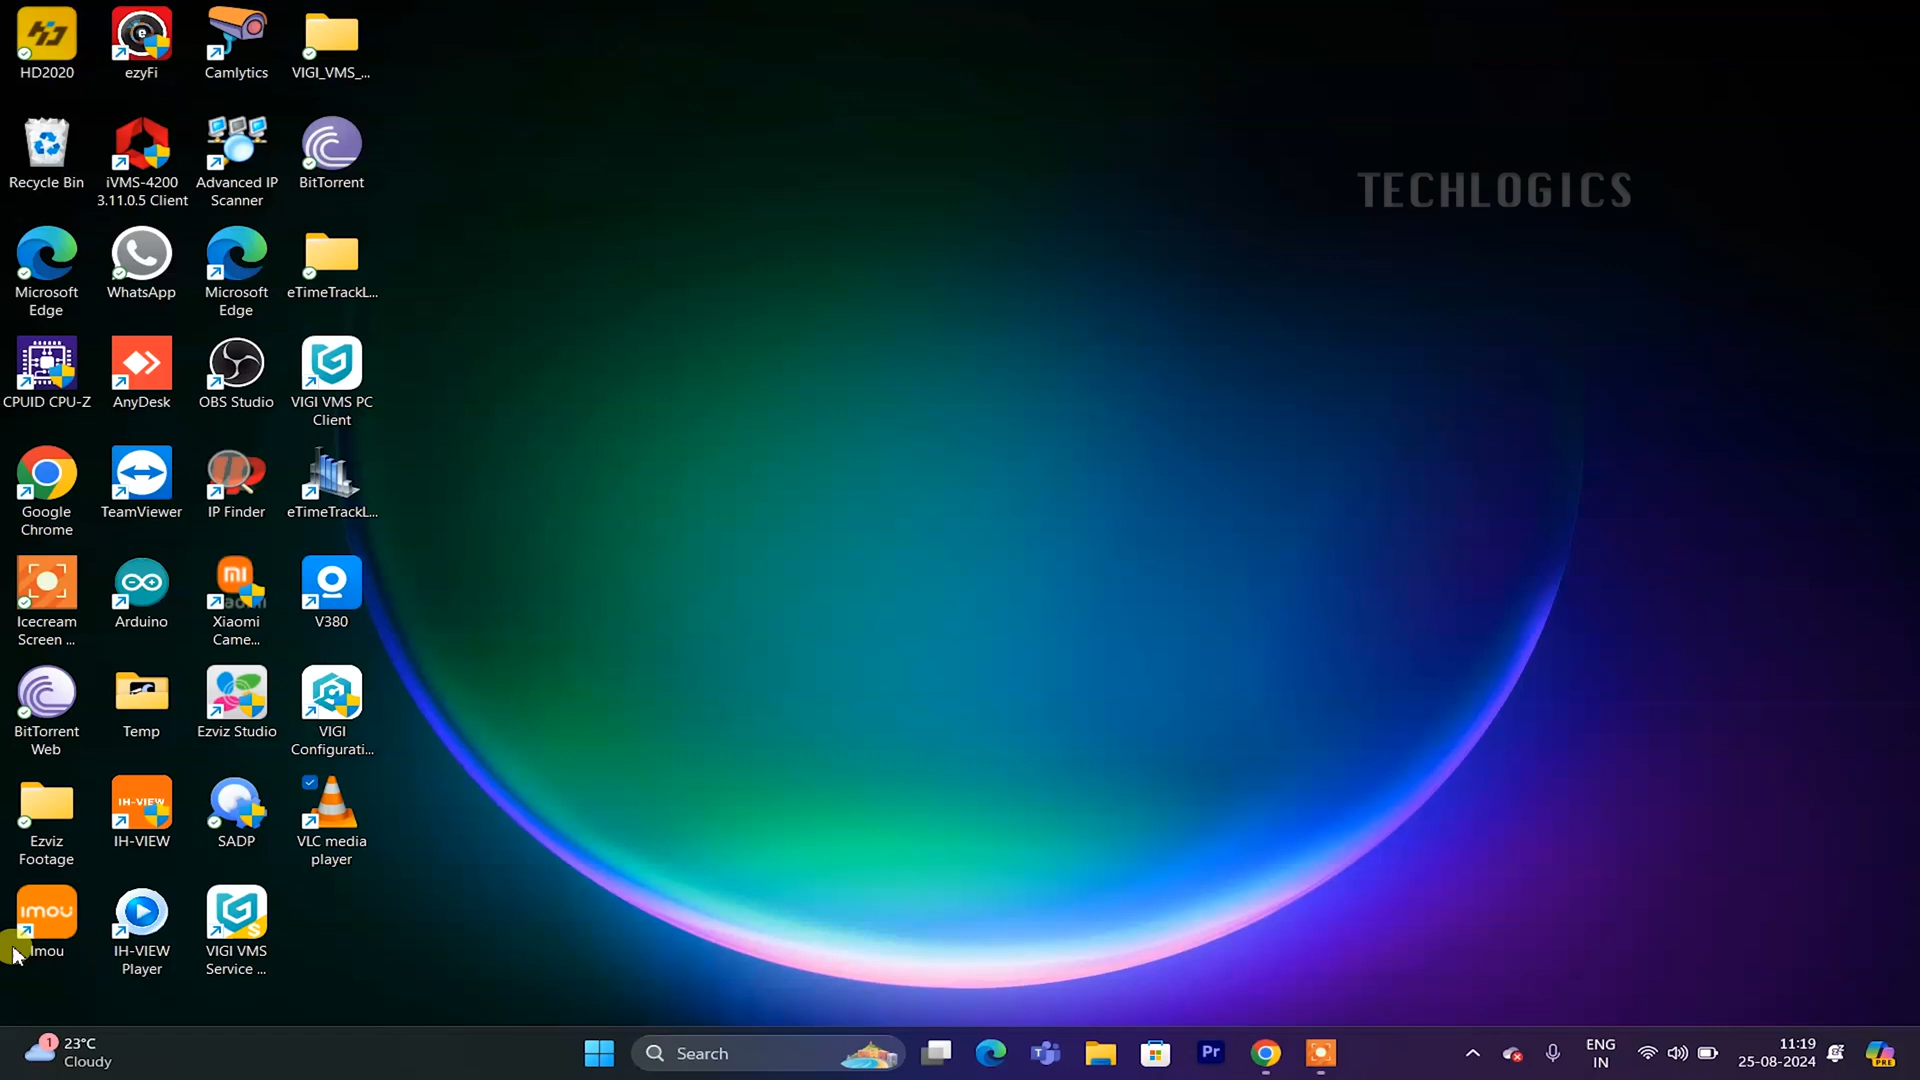 HD2020
ezyFi
Camlytics
VIGI_VMS_...
Recycle Bin
iVMS-4200
3.11.0.5 Client
Advanced IP
Scanner
BitTorrent
TECHLOGICS
Microsoft
Edge
WhatsApp
Microsoft
Edge
eTimeTrackL...
CPUID CPU-Z
AnyDesk
OBS Studio
VIGI VMS PC
Client
Google
Chrome
TeamViewer
IP Finder
eTimeTrackL...
Icecream
Screen ...
Arduino
mi
Xiaomi
Came...
V380
BitTorrent
Web
Temp
Ezviz Studio
VIGI
Configurati...
Ezviz
Footage
IH-VIEW
IH-VIEW
SADP
VLC media
player
imou
Imou
IH-VIEW
Player
VIGI VMS
Service ...
1
23°C
Cloudy
Search
Pr
ENG
IN
11:19
25-08-2024
PRE